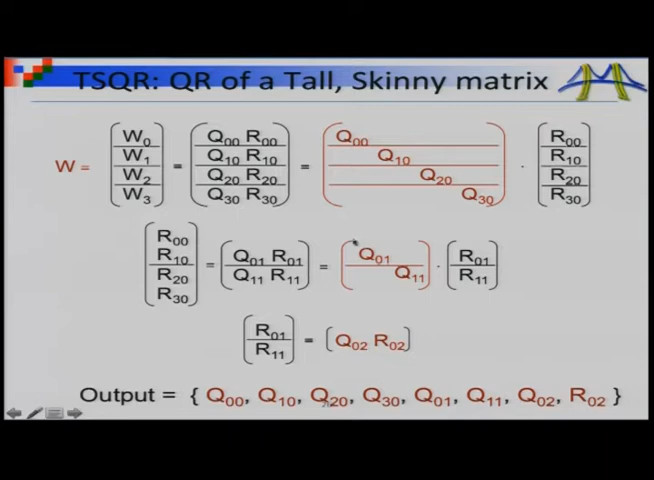 TSQR: QR of a Tall, Skinny matrix
W = [W₀ W₁ W₂ W₃] = [Q₀₀ R₀₀ Q₁₀ R₁₀ Q₂₀ R₂₀ Q₃₀ R₃₀] = [Q₀₀ Q₁₀ Q₂₀ Q₃₀] · [R₀₀ R₁₀ R₂₀ R₃₀]
[R₀₀ R₁₀ R₂₀ R₃₀] = [Q₀₁ R₀₁ Q₁₁ R₁₁] = [Q₀₁ Q₁₁] · [R₀₁ R₁₁]
[R₀₁ R₁₁] = [Q₀₂ R₀₂]
Output = { Q₀₀, Q₁₀, Q₂₀, Q₃₀, Q₀₁, Q₁₁, Q₀₂, R₀₂ }